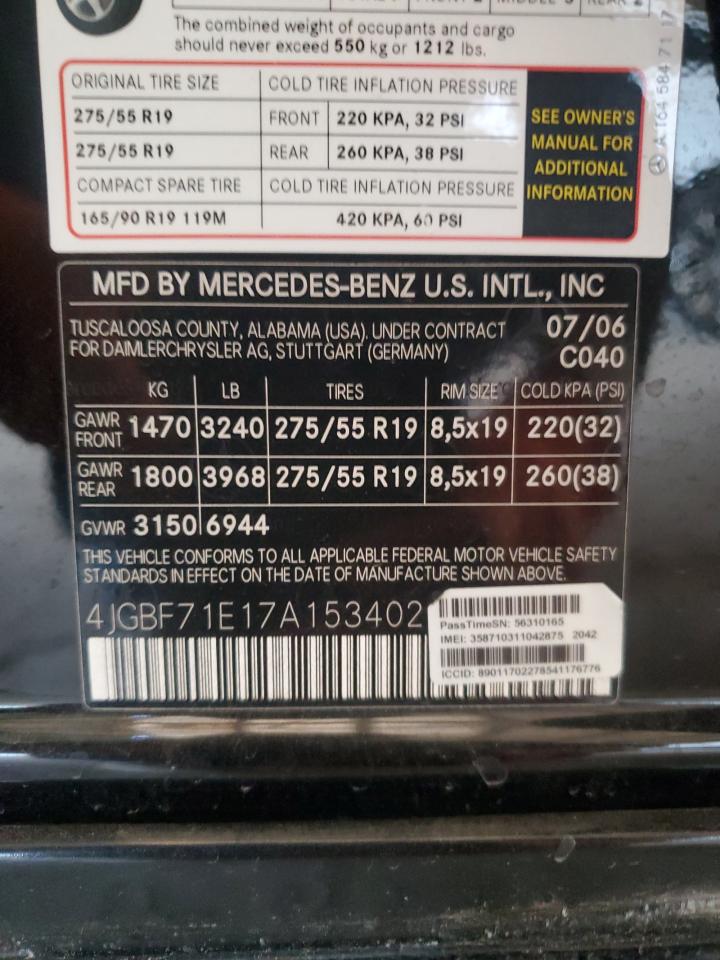 The combined weight of occupants and cargo
should never exceed 550 kg or 1212 lbs.
ORIGINAL TIRE SIZE COLD TIRE INFLATION PRESSURE
275/55 R19 FRONT 220 KPA, 32 PSI
275/55 R19 REAR 260 KPA, 38 PSI
COMPACT SPARE TIRE COLD TIRE INFLATION PRESSURE
165/90 R19 119M 420 KPA, 60 PSI
SEE OWNER'S
MANUAL FOR
ADDITIONAL
INFORMATION
A 164 584 71 17
MFD BY MERCEDES-BENZ U.S. INTL., INC
TUSCALOOSA COUNTY, ALABAMA (USA). UNDER CONTRACT 07/06
FOR DAIMLERCHRYSLER AG, STUTTGART (GERMANY) C040
KG LB TIRES RIM SIZE COLD KPA (PSI)
GAWR FRONT 1470 3240 275/55 R19 8,5x19 220(32)
GAWR REAR 1800 3968 275/55 R19 8,5x19 260(38)
GVWR 3150 6944
THIS VEHICLE CONFORMS TO ALL APPLICABLE FEDERAL MOTOR VEHICLE SAFETY
STANDARDS IN EFFECT ON THE DATE OF MANUFACTURE SHOWN ABOVE.
4JGBF71E17A153402
PassTimeSN: 56310165
IMEI: 358710311042875 2042
ICCID: 89011702278541176776